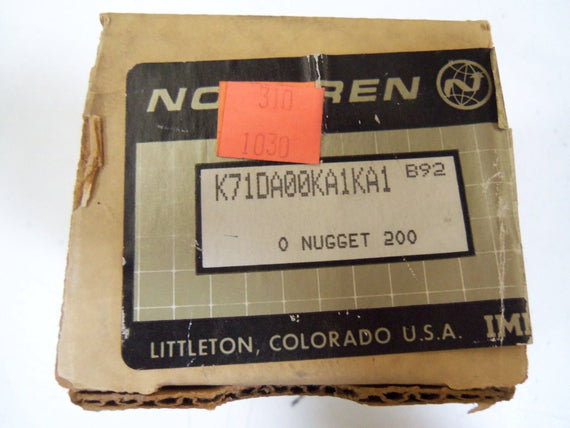 NO REN
310
1030
K71DA00KA1KA1 B92
0 NUGGET 200
LITTLETON, COLORADO U.S.A. IMI